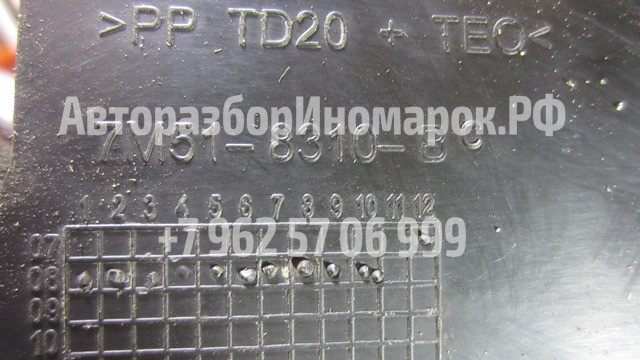 >PP TD20 + TEO<
АвторазборИномарок.РФ
7M51-8310-B C
1 2 3 4 5 6 7 8 9 10 11 12
+7 962 57 06 999
07
08
09
10